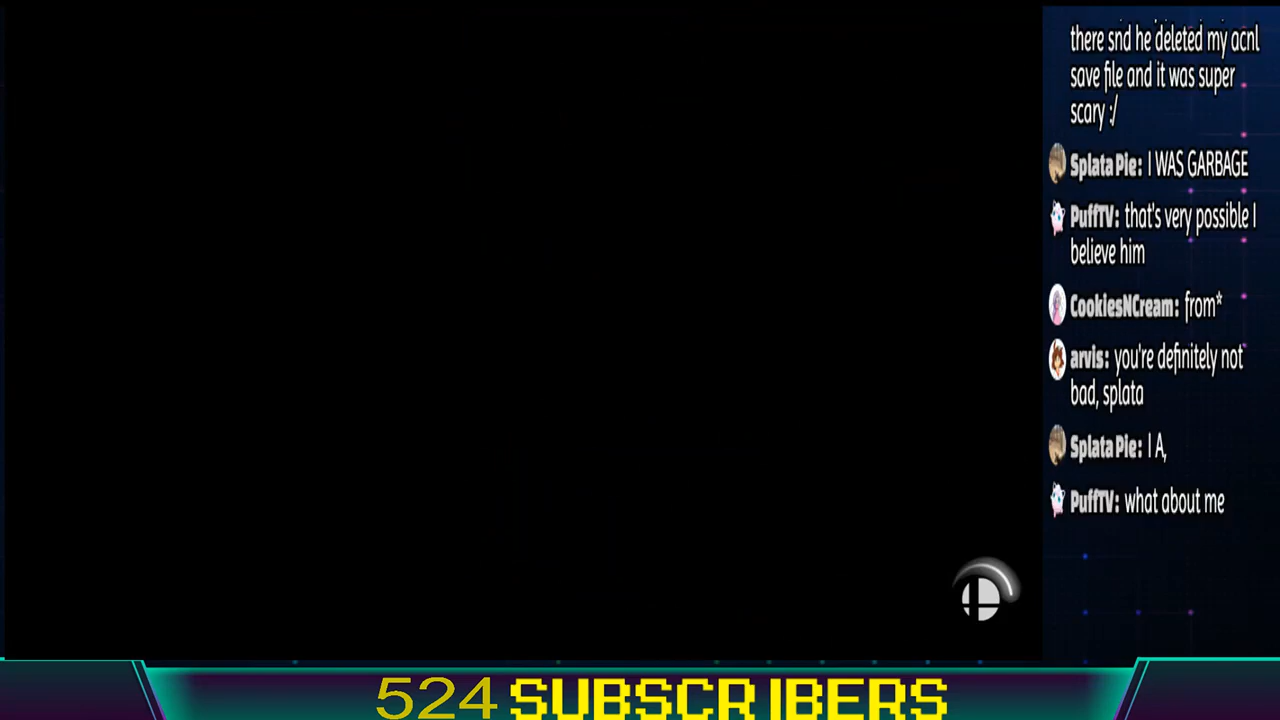 there snd he deleted my acnl
save file and it was super
scary :/
Splata Pie: I WAS GARBAGE
PuffTV: that's very possible I
believe him
CookiesNCream: from*
arvis: you're definitely not
bad, splata
Splata Pie: I A,
PuffTV: what about me
524 SUBSCRIBERS